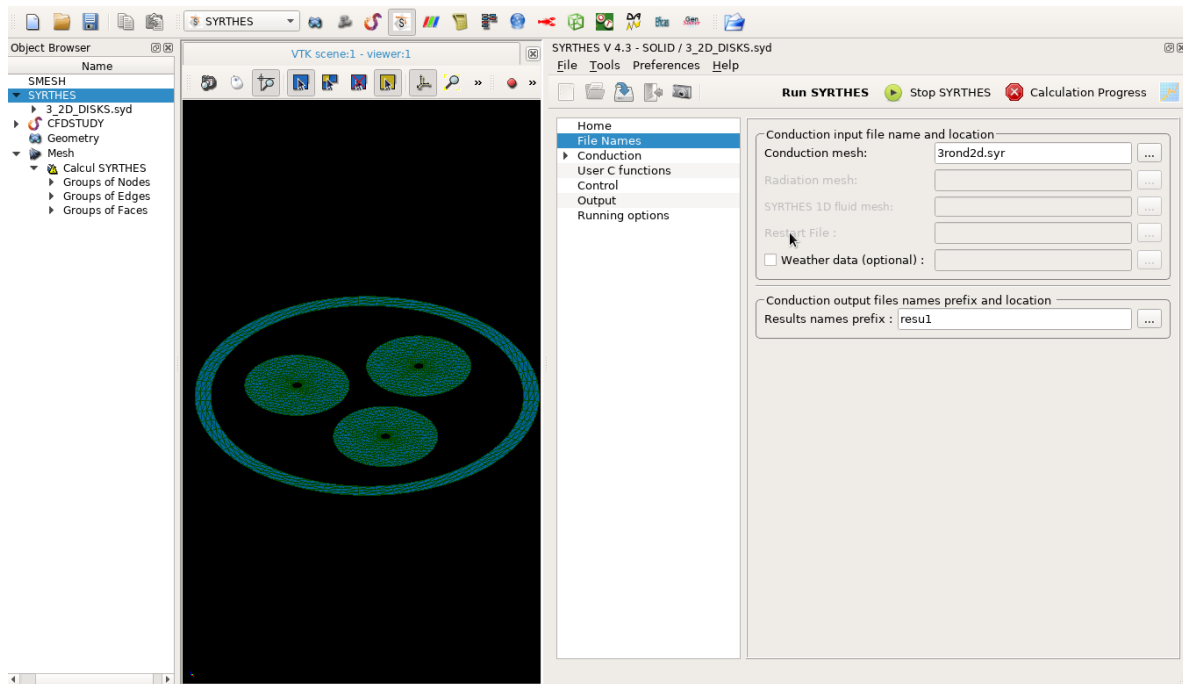 SYRTHES
Object Browser
Name
SMESH
SYRTHES
3_2D_DISKS.syd
CFDSTUDY
Geometry
Mesh
Calcul SYRTHES
Groups of Nodes
Groups of Edges
Groups of Faces
VTK scene:1 - viewer:1
»
»
SYRTHES V 4.3 - SOLID / 3_2D_DISKS.syd
File Tools Preferences Help
Run SYRTHES Stop SYRTHES Calculation Progress
Home
File Names
Conduction
User C functions
Control
Output
Running options
Conduction input file name and location
Conduction mesh: 3rond2d.syr ...
Radiation mesh: ...
SYRTHES 1D fluid mesh: ...
Restart File : ...
Weather data (optional) : ...
Conduction output files names prefix and location
Results names prefix : resu1 ...